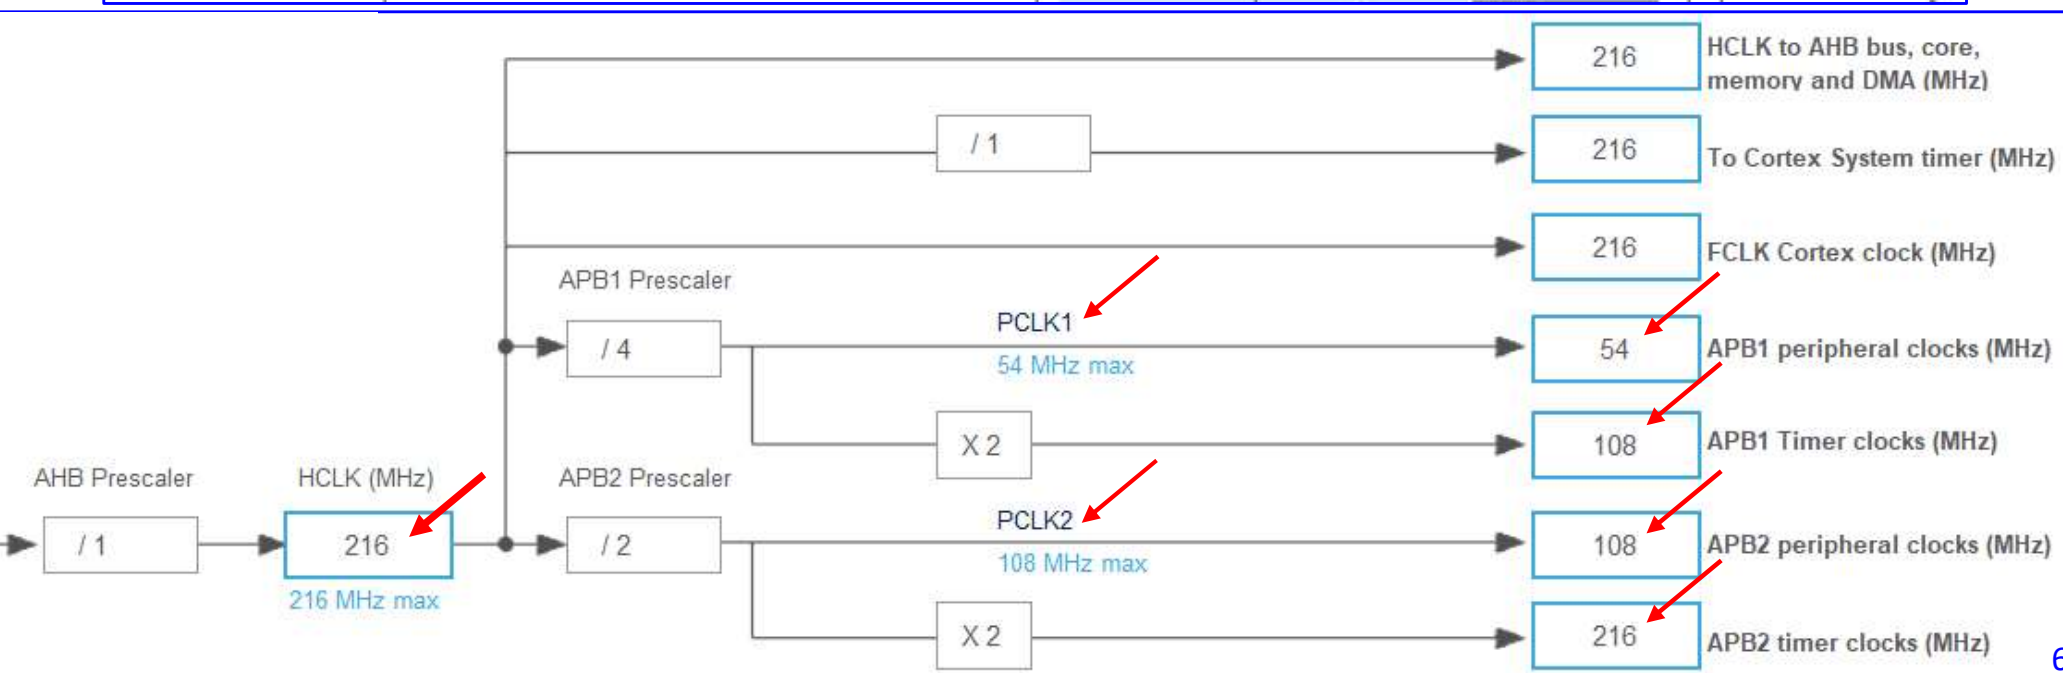 216
HCLK to AHB bus, core,
memory and DMA (MHz)
/ 1
216
To Cortex System timer (MHz)
216
FCLK Cortex clock (MHz)
APB1 Prescaler
/ 4
PCLK1
54 MHz max
54
APB1 peripheral clocks (MHz)
X 2
108
APB1 Timer clocks (MHz)
AHB Prescaler
/ 1
HCLK (MHz)
216
216 MHz max
APB2 Prescaler
/ 2
PCLK2
108 MHz max
108
APB2 peripheral clocks (MHz)
X 2
216
APB2 timer clocks (MHz)
6